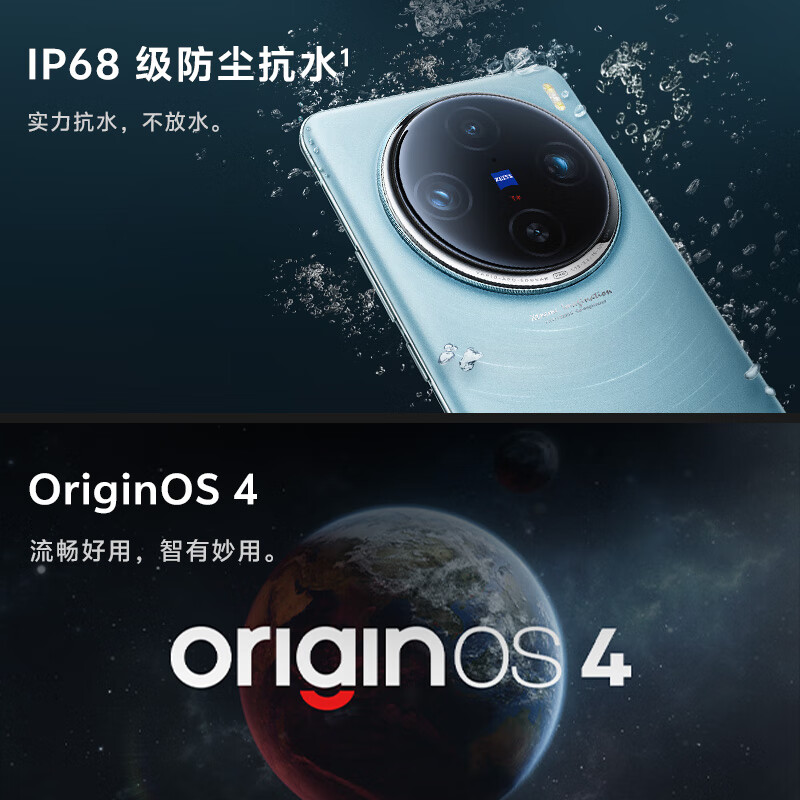 IP68 级防尘抗水¹
实力抗水，不放水。
ZEISS
T*
OriginOS 4
流畅好用，智有妙用。
originOS 4